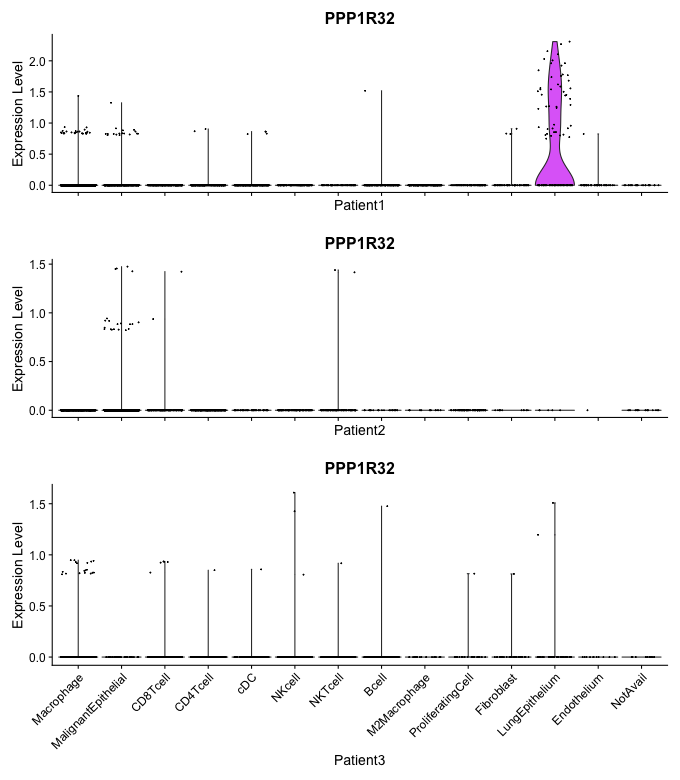 PPP1R32
Expression Level
2.0
1.5
1.0
0.5
0.0
Patient1
PPP1R32
Expression Level
1.5
1.0
0.5
0.0
Patient2
PPP1R32
Expression Level
1.5
1.0
0.5
0.0
Macrophage
MalignantEpithelial
CD8Tcell
CD4Tcell
cDC
NKcell
NKTcell
Bcell
M2Macrophage
ProliferatingCell
Fibroblast
LungEpithelium
Endothelium
NotAvail
Patient3